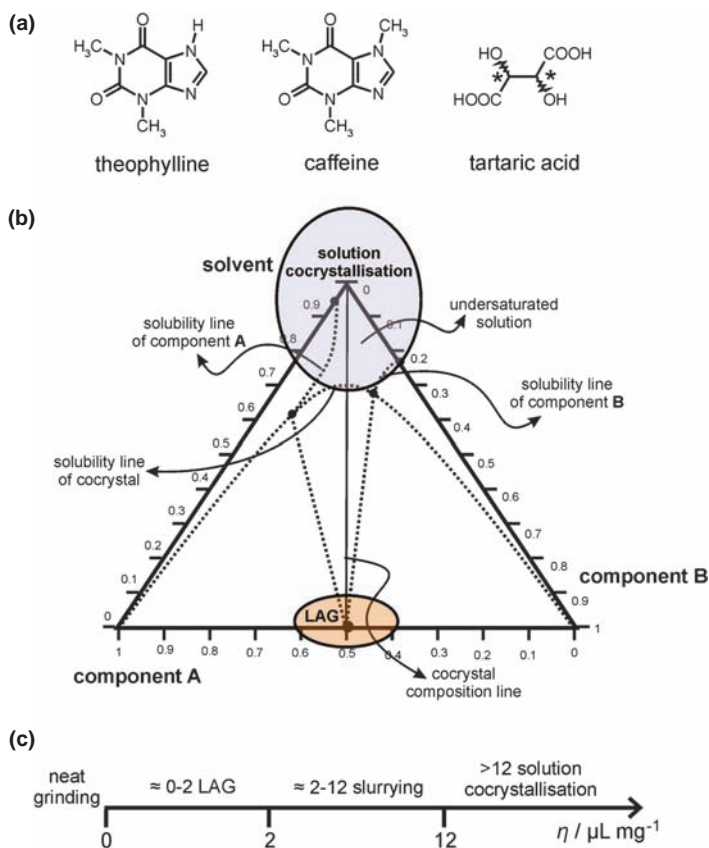 (a)
O
H
H₃C
N
N
O
N
N
CH₃
theophylline
O
CH₃
H₃C
N
N
O
N
N
CH₃
caffeine
HO
COOH
*
*
HOOC
OH
tartaric acid
(b)
solvent
solution
cocrystallisation
undersaturated
solution
solubility line
of component A
solubility line
of component B
solubility line
of cocrystal
0.9
0.8
0.7
0.6
0.5
0.4
0.3
0.2
0.1
0
0
0.1
0.2
0.3
0.4
0.5
0.6
0.7
0.8
0.9
1
component B
LAG
1
0.9
0.8
0.7
0.6
0.5
0.4
0.3
0.2
0.1
0
component A
cocrystal
composition line
(c)
neat
grinding
≈ 0-2 LAG
≈ 2-12 slurrying
>12 solution
cocrystallisation
0
2
12
η / µL mg⁻¹